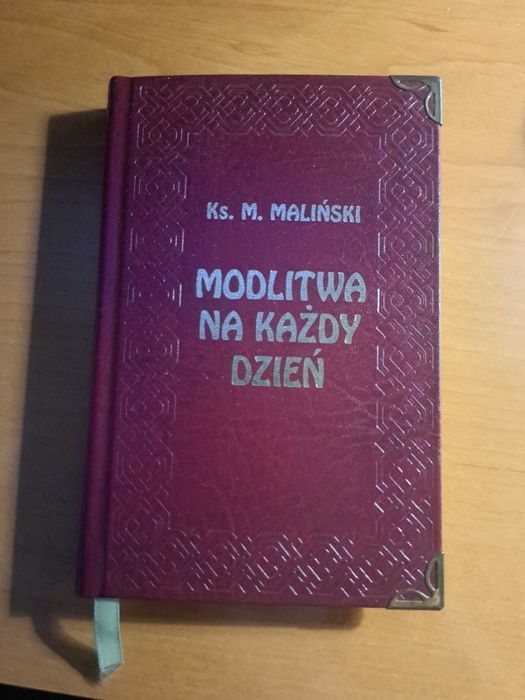 Ks. M. MALIŃSKI
MODLITWA
NA KAŻDY
DZIEŃ